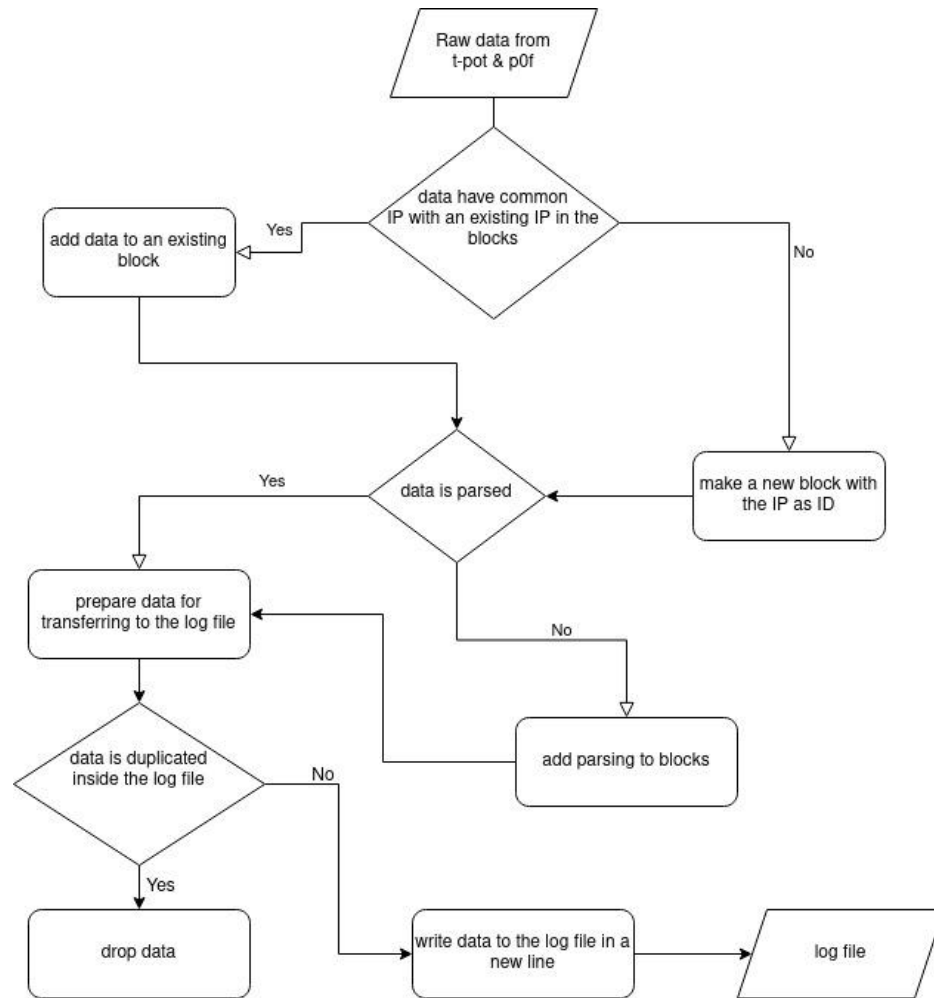 Raw data from
t-pot & p0f
data have common
IP with an existing IP in the
blocks
Yes
No
add data to an existing
block
data is parsed
Yes
No
make a new block with
the IP as ID
prepare data for
transferring to the log file
add parsing to blocks
data is duplicated
inside the log file
No
Yes
drop data
write data to the log file in a
new line
log file